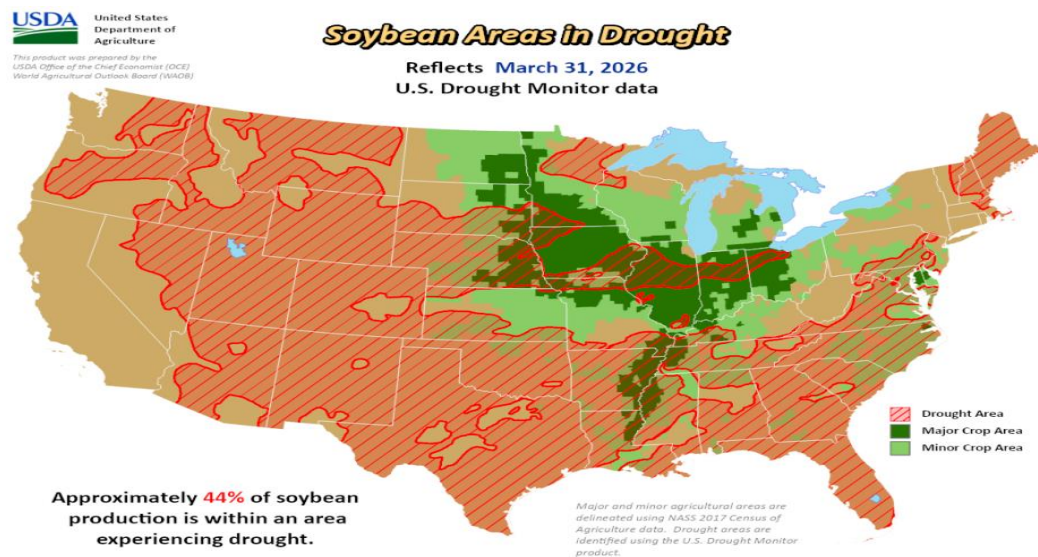 USDA
United States
Department of
Agriculture
This product was prepared by the
USDA Office of the Chief Economist (OCE)
World Agricultural Outlook Board (WAOB)
Soybean Areas in Drought
Reflects March 31, 2026
U.S. Drought Monitor data
Drought Area
Major Crop Area
Minor Crop Area
Approximately 44% of soybean
production is within an area
experiencing drought.
Major and minor agricultural areas are
delineated using NASS 2017 Census of
Agriculture data. Drought areas are
identified using the U.S. Drought Monitor
product.